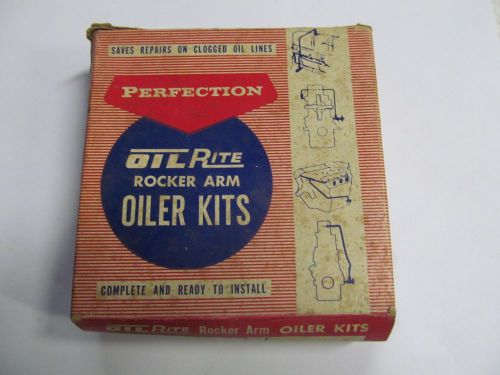 SAVES REPAIRS ON CLOGGED OIL LINES
PERFECTION
OIL RITE
ROCKER ARM
OILER KITS
COMPLETE AND READY TO INSTALL
OIL RITE Rocker Arm OILER KITS